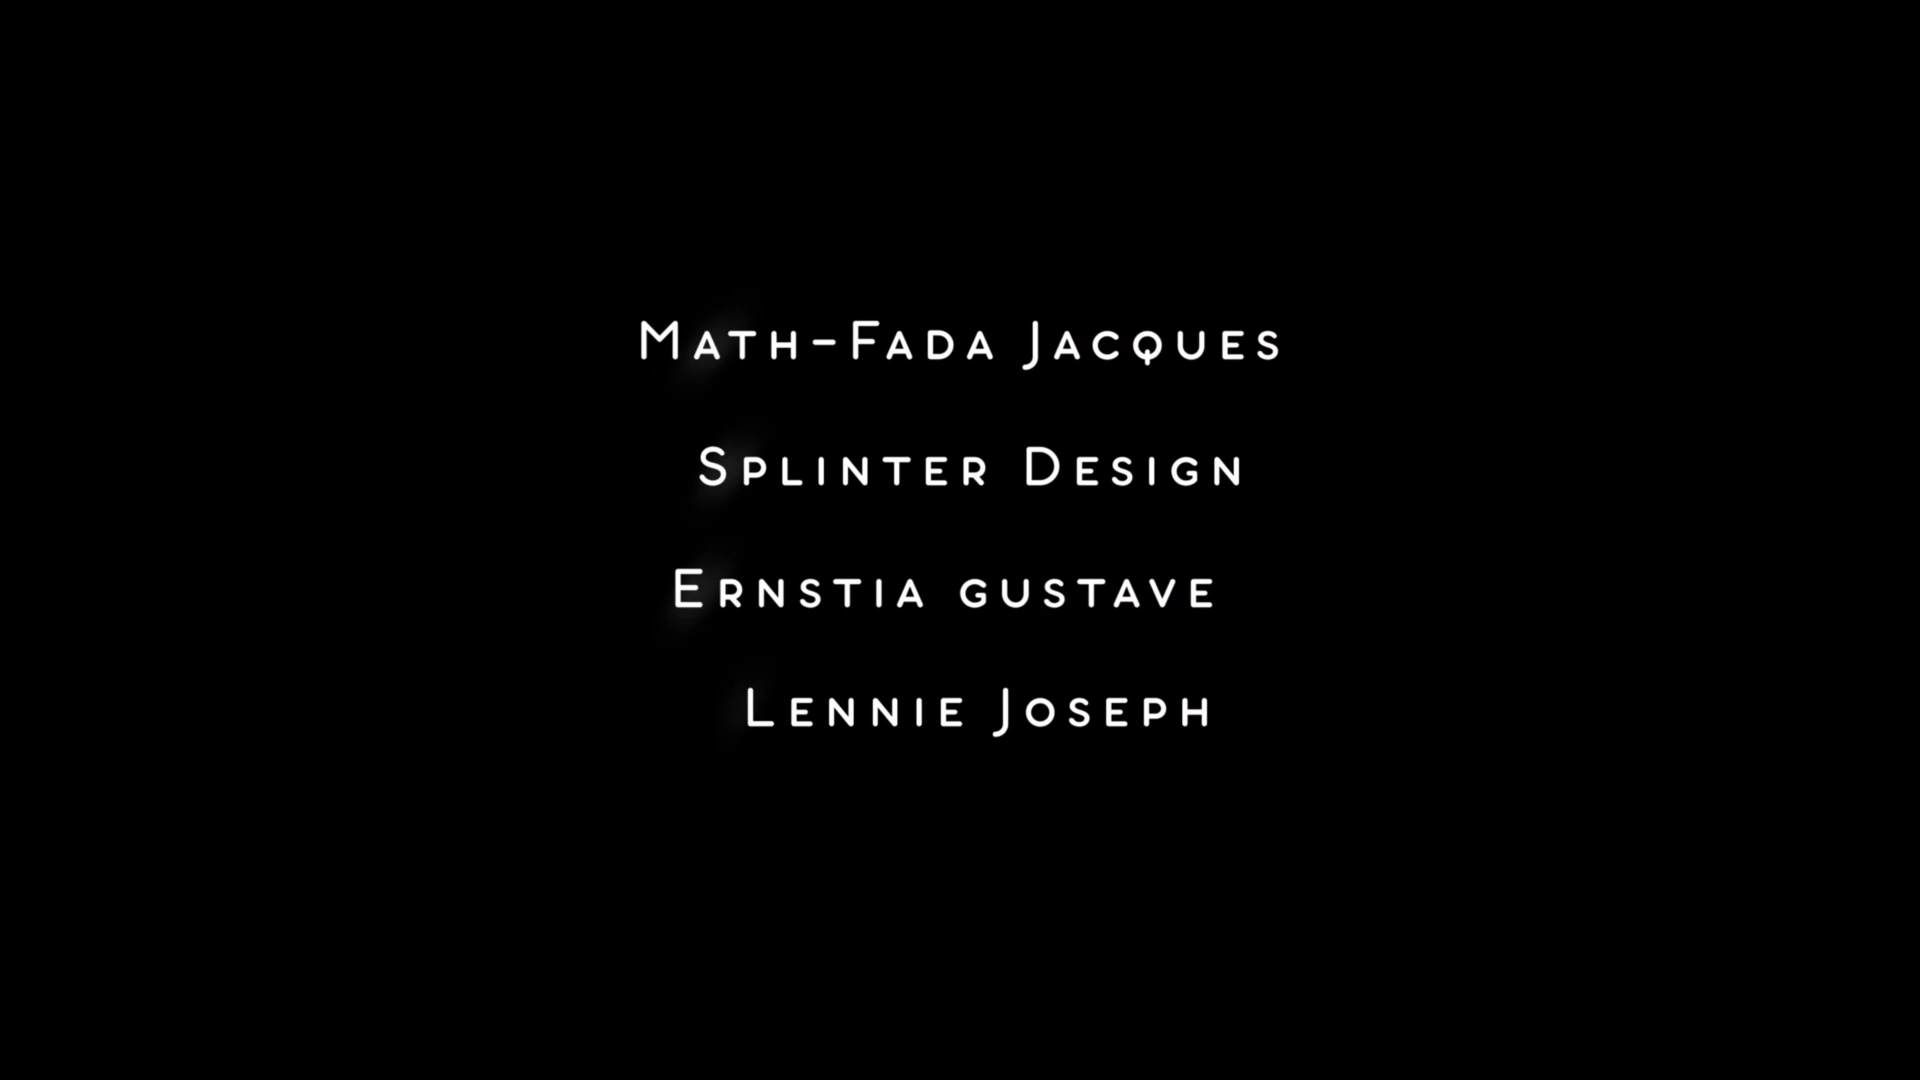 Math-Fada Jacques
Splinter Design
Ernstia gustave
Lennie Joseph